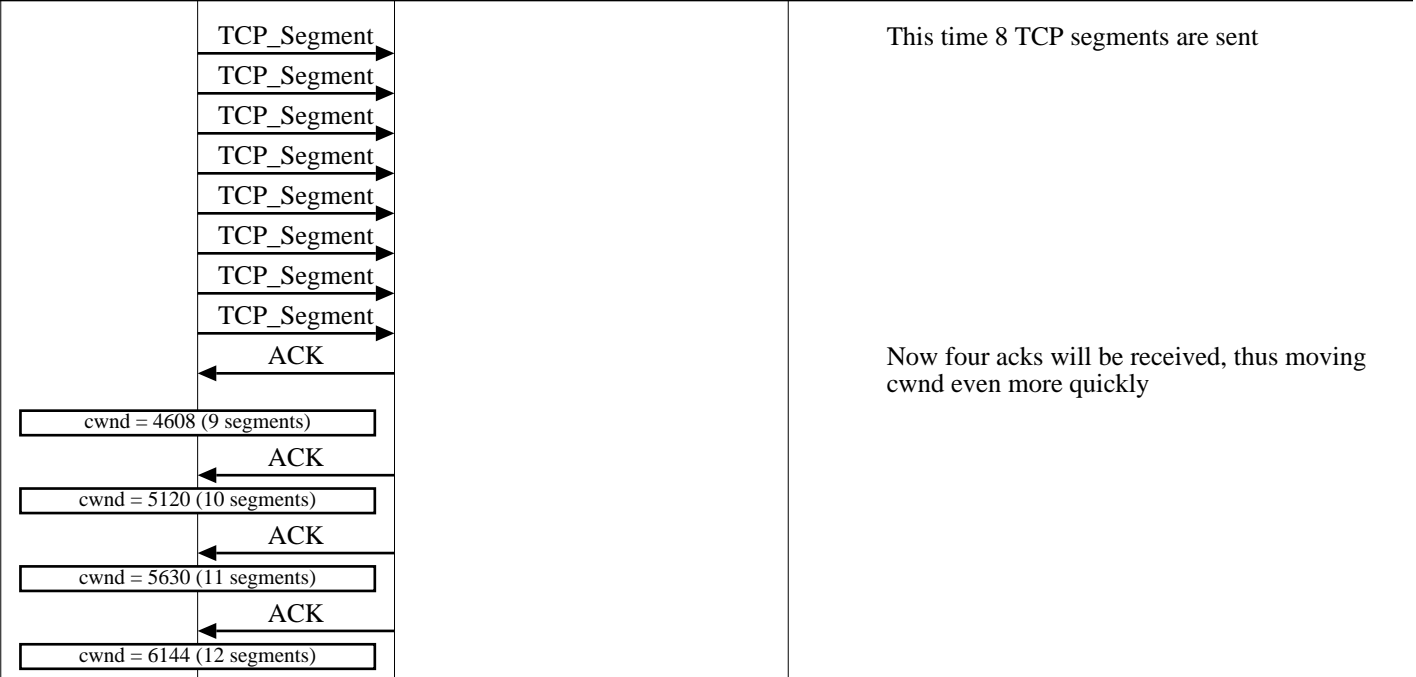 TCP_Segment
This time 8 TCP segments are sent
TCP_Segment
TCP_Segment
TCP_Segment
TCP_Segment
TCP_Segment
TCP_Segment
TCP_Segment
ACK
Now four acks will be received, thus moving
cwnd even more quickly
cwnd = 4608 (9 segments)
ACK
cwnd = 5120 (10 segments)
ACK
cwnd = 5630 (11 segments)
ACK
cwnd = 6144 (12 segments)